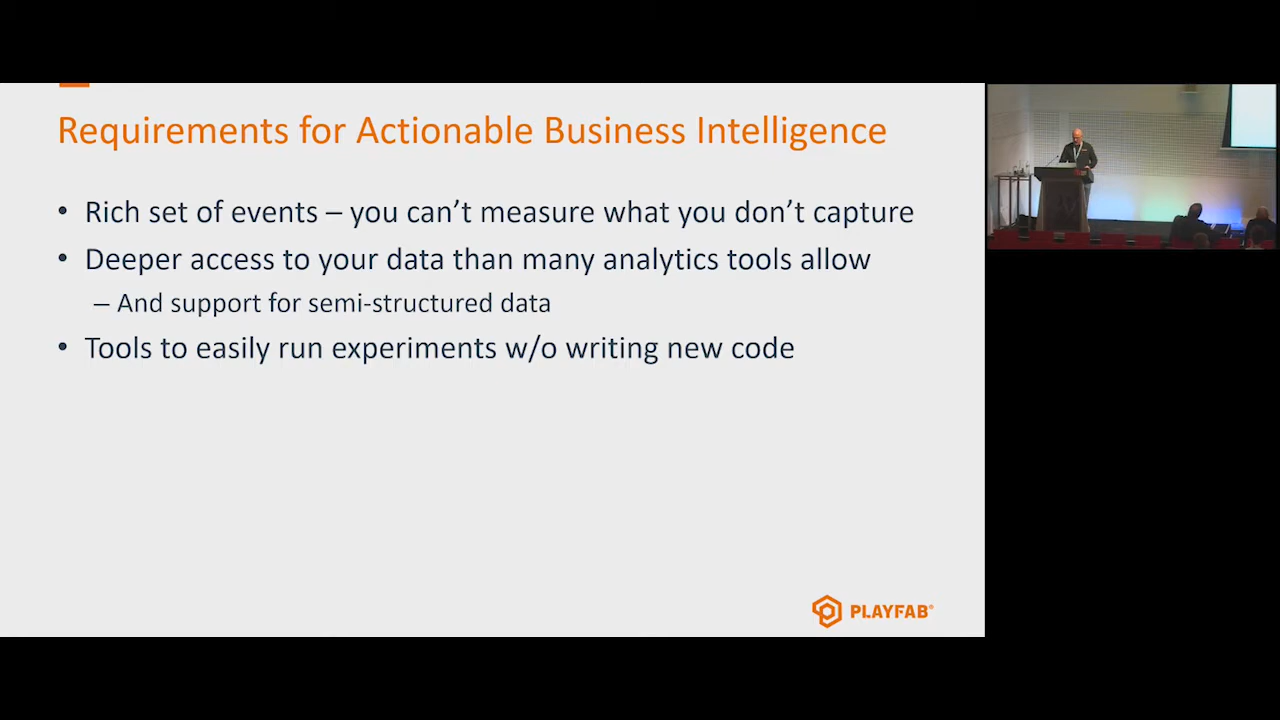 Requirements for Actionable Business Intelligence
• Rich set of events – you can’t measure what you don’t capture
• Deeper access to your data than many analytics tools allow
– And support for semi-structured data
• Tools to easily run experiments w/o writing new code
PLAYFAB®